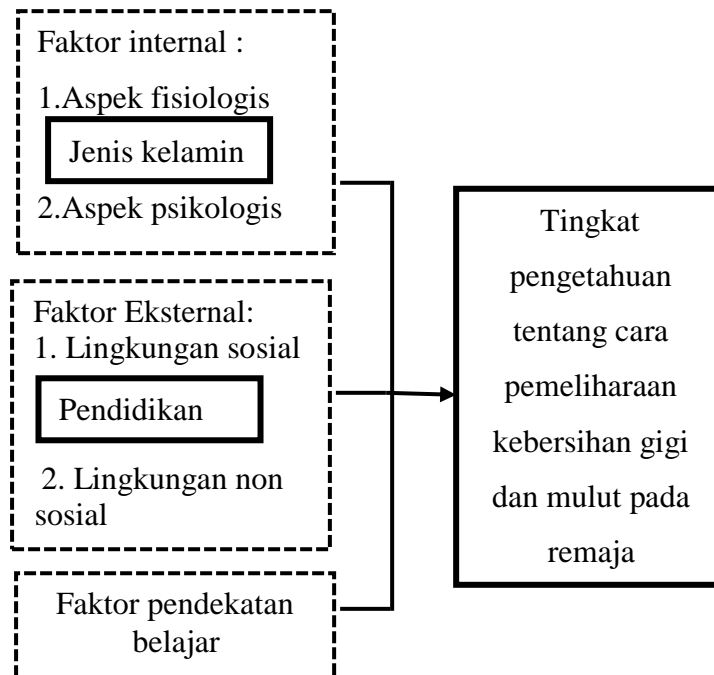 Faktor internal :
1.Aspek fisiologis
Jenis kelamin
2.Aspek psikologis
Faktor Eksternal:
1. Lingkungan sosial
Pendidikan
2. Lingkungan non
sosial
Faktor pendekatan
belajar
Tingkat
pengetahuan
tentang cara
pemeliharaan
kebersihan gigi
dan mulut pada
remaja